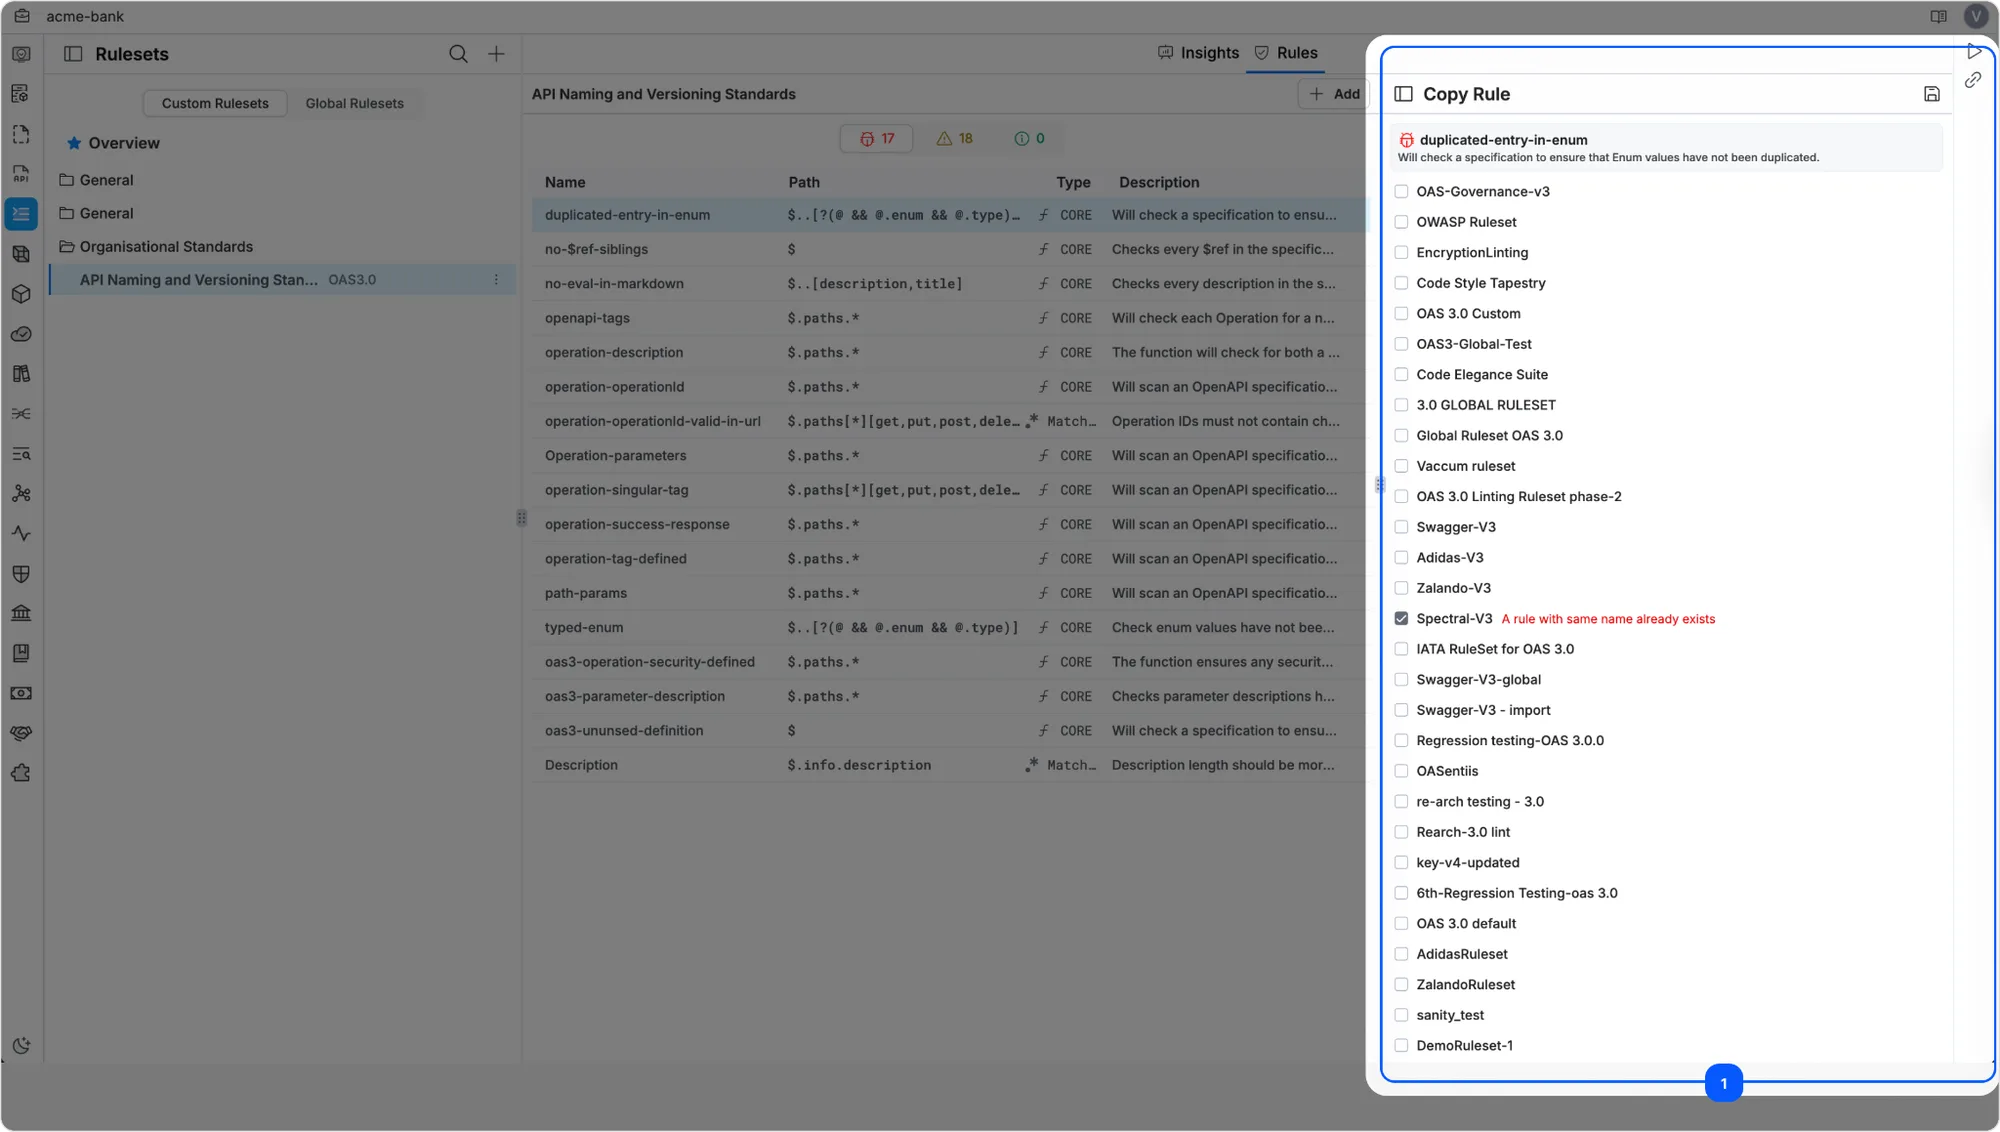 acme-bank
V
Rulesets
Custom Rulesets
Global Rulesets
Overview
General
General
Organisational Standards
API Naming and Versioning Stan... OAS3.0
Insights
Rules
API Naming and Versioning Standards
Add
17
18
0
Name Path Type Description
duplicated-entry-in-enum $..[?(@ && @.enum && @.type)… CORE Will check a specification to ensu...
no-$ref-siblings $ CORE Checks every $ref in the specific...
no-eval-in-markdown $..[description,title] CORE Checks every description in the s...
openapi-tags $.paths.* CORE Will check each Operation for a n...
operation-description $.paths.* CORE The function will check for both a ...
operation-operationId $.paths.* CORE Will scan an OpenAPI specificatio...
operation-operationId-valid-in-url $.paths[*][get,put,post,dele… Match… Operation IDs must not contain ch...
Operation-parameters $.paths.* CORE Will scan an OpenAPI specificatio...
operation-singular-tag $.paths[*][get,put,post,dele… CORE Will scan an OpenAPI specificatio...
operation-success-response $.paths.* CORE Will scan an OpenAPI specificatio...
operation-tag-defined $.paths.* CORE Will scan an OpenAPI specificatio...
path-params $.paths.* CORE Will scan an OpenAPI specificatio...
typed-enum $..[?(@ && @.enum && @.type)] CORE Check enum values have not bee...
oas3-operation-security-defined $.paths.* CORE The function ensures any securit...
oas3-parameter-description $.paths.* CORE Checks parameter descriptions h...
oas3-ununsed-definition $ CORE Will check a specification to ensu...
Description $.info.description Match… Description length should be mor...
Copy Rule
duplicated-entry-in-enum
Will check a specification to ensure that Enum values have not been duplicated.
OAS-Governance-v3
OWASP Ruleset
EncryptionLinting
Code Style Tapestry
OAS 3.0 Custom
OAS3-Global-Test
Code Elegance Suite
3.0 GLOBAL RULESET
Global Ruleset OAS 3.0
Vaccum ruleset
OAS 3.0 Linting Ruleset phase-2
Swagger-V3
Adidas-V3
Zalando-V3
Spectral-V3 A rule with same name already exists
IATA RuleSet for OAS 3.0
Swagger-V3-global
Swagger-V3 - import
Regression testing-OAS 3.0.0
OASentiis
re-arch testing - 3.0
Rearch-3.0 lint
key-v4-updated
6th-Regression Testing-oas 3.0
OAS 3.0 default
AdidasRuleset
ZalandoRuleset
sanity_test
DemoRuleset-1
1